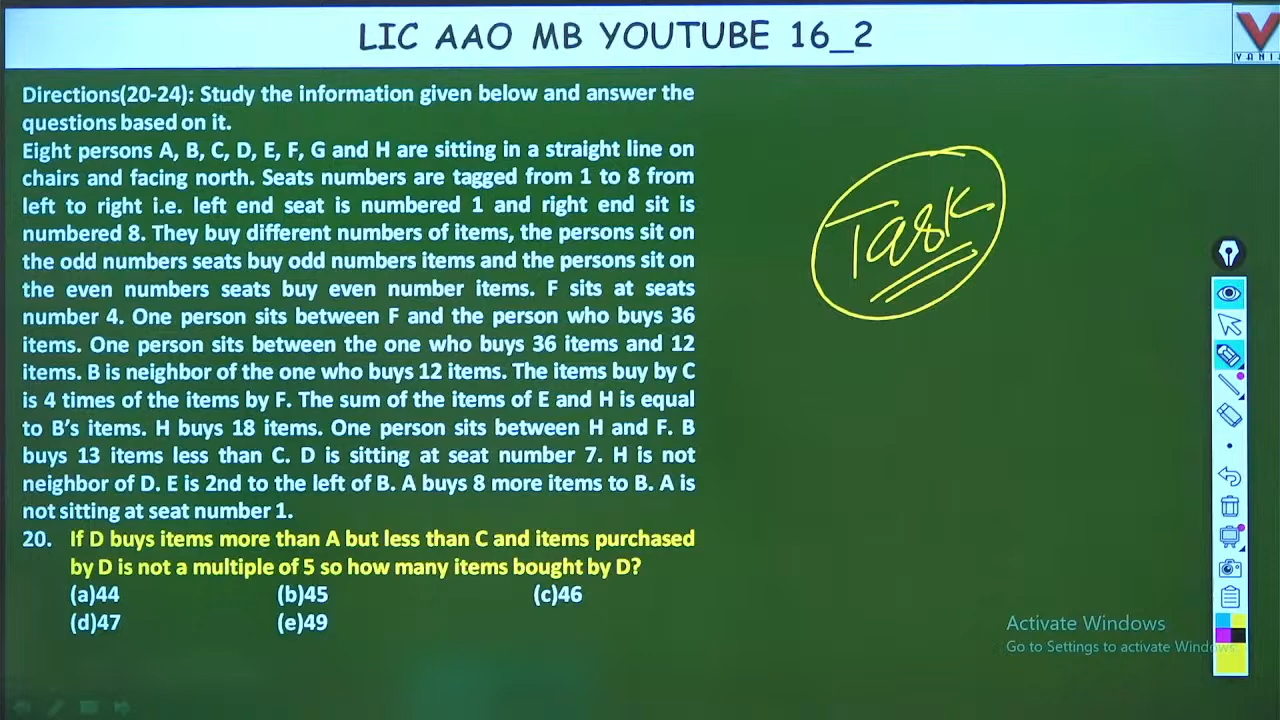 LIC AAO MB YOUTUBE 16_2
VANI
Directions(20-24): Study the information given below and answer the
questions based on it.
Eight persons A, B, C, D, E, F, G and H are sitting in a straight line on
chairs and facing north. Seats numbers are tagged from 1 to 8 from
left to right i.e. left end seat is numbered 1 and right end sit is
numbered 8. They buy different numbers of items, the persons sit on
the odd numbers seats buy odd numbers items and the persons sit on
the even numbers seats buy even number items. F sits at seats
number 4. One person sits between F and the person who buys 36
items. One person sits between the one who buys 36 items and 12
items. B is neighbor of the one who buys 12 items. The items buy by C
is 4 times of the items by F. The sum of the items of E and H is equal
to B's items. H buys 18 items. One person sits between H and F. B
buys 13 items less than C. D is sitting at seat number 7. H is not
neighbor of D. E is 2nd to the left of B. A buys 8 more items to B. A is
not sitting at seat number 1.
20. If D buys items more than A but less than C and items purchased
by D is not a multiple of 5 so how many items bought by D?
(a)44 (b)45 (c)46
(d)47 (e)49
Task
Activate Windows
Go to Settings to activate Windows.